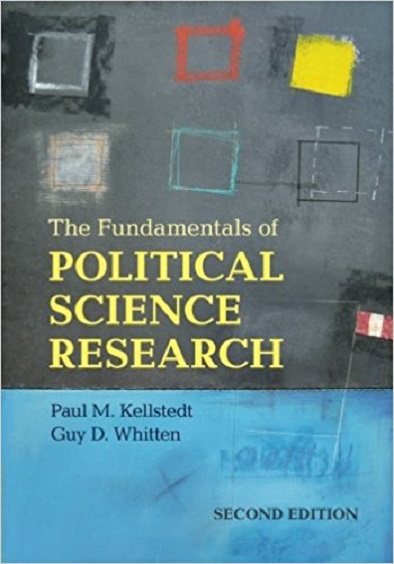 The Fundamentals of
POLITICAL
SCIENCE
RESEARCH
Paul M. Kellstedt
Guy D. Whitten
SECOND EDITION